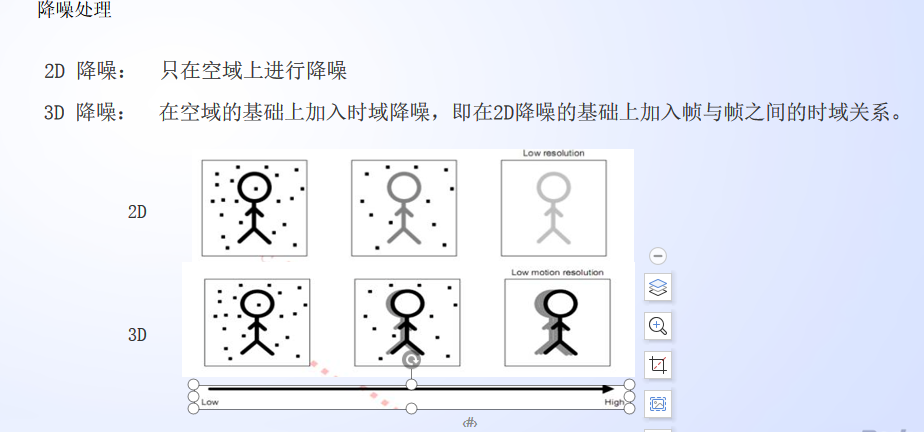 降噪处理
2D 降噪： 只在空域上进行降噪
3D 降噪： 在空域的基础上加入时域降噪，即在2D降噪的基础上加入帧与帧之间的时域关系。
Low resolution
2D
Low motion resolution
3D
Low High
‹#›